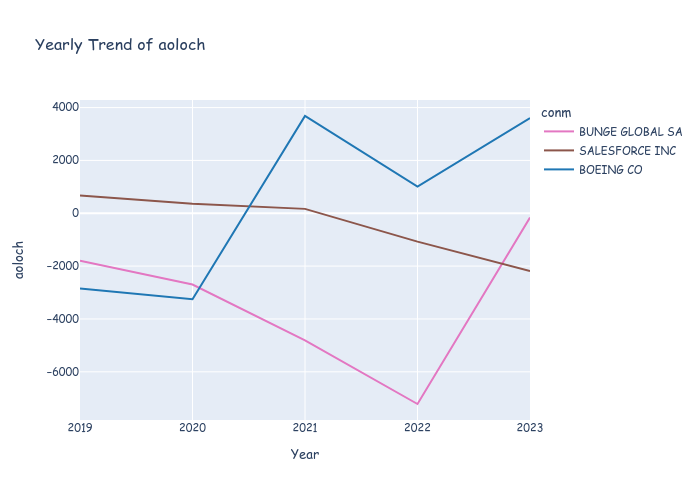 Yearly Trend of aoloch
aoloch
4000
2000
0
−2000
−4000
−6000
2019
2020
2021
2022
2023
Year
conm
BUNGE GLOBAL SA
SALESFORCE INC
BOEING CO